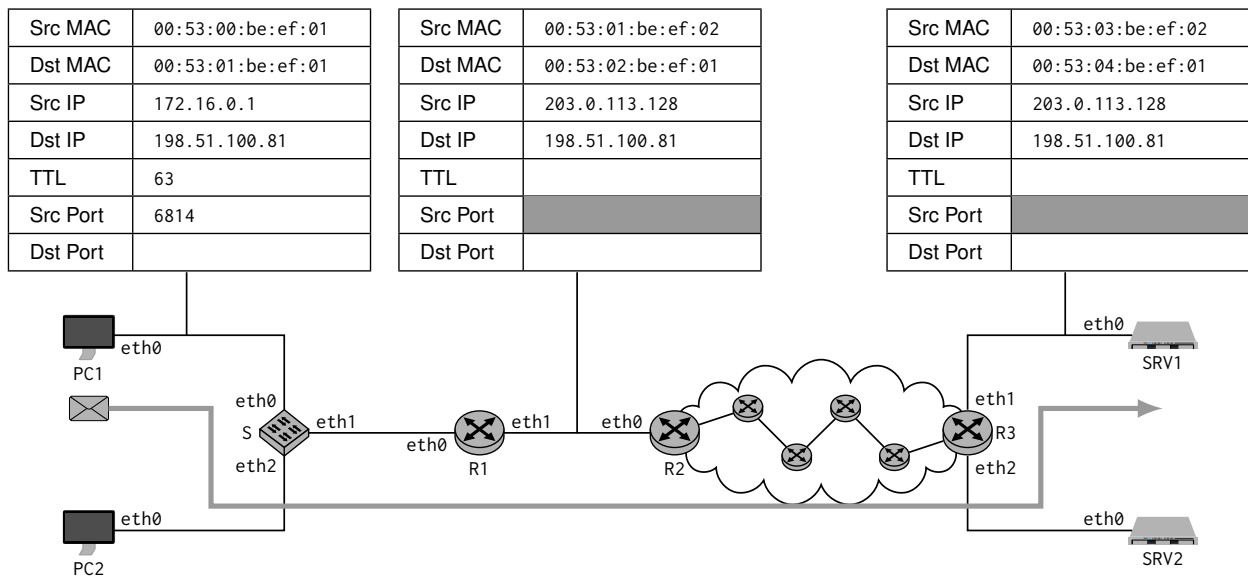 Src MAC 00:53:00:be:ef:01
Dst MAC 00:53:01:be:ef:01
Src IP 172.16.0.1
Dst IP 198.51.100.81
TTL 63
Src Port 6814
Dst Port
Src MAC 00:53:01:be:ef:02
Dst MAC 00:53:02:be:ef:01
Src IP 203.0.113.128
Dst IP 198.51.100.81
TTL
Src Port
Dst Port
Src MAC 00:53:03:be:ef:02
Dst MAC 00:53:04:be:ef:01
Src IP 203.0.113.128
Dst IP 198.51.100.81
TTL
Src Port
Dst Port
eth0
PC1
eth0
SRV1
eth0
S
eth1
eth2
eth0
R1
eth1
eth0
R2
eth1
R3
eth2
eth0
PC2
eth0
SRV2